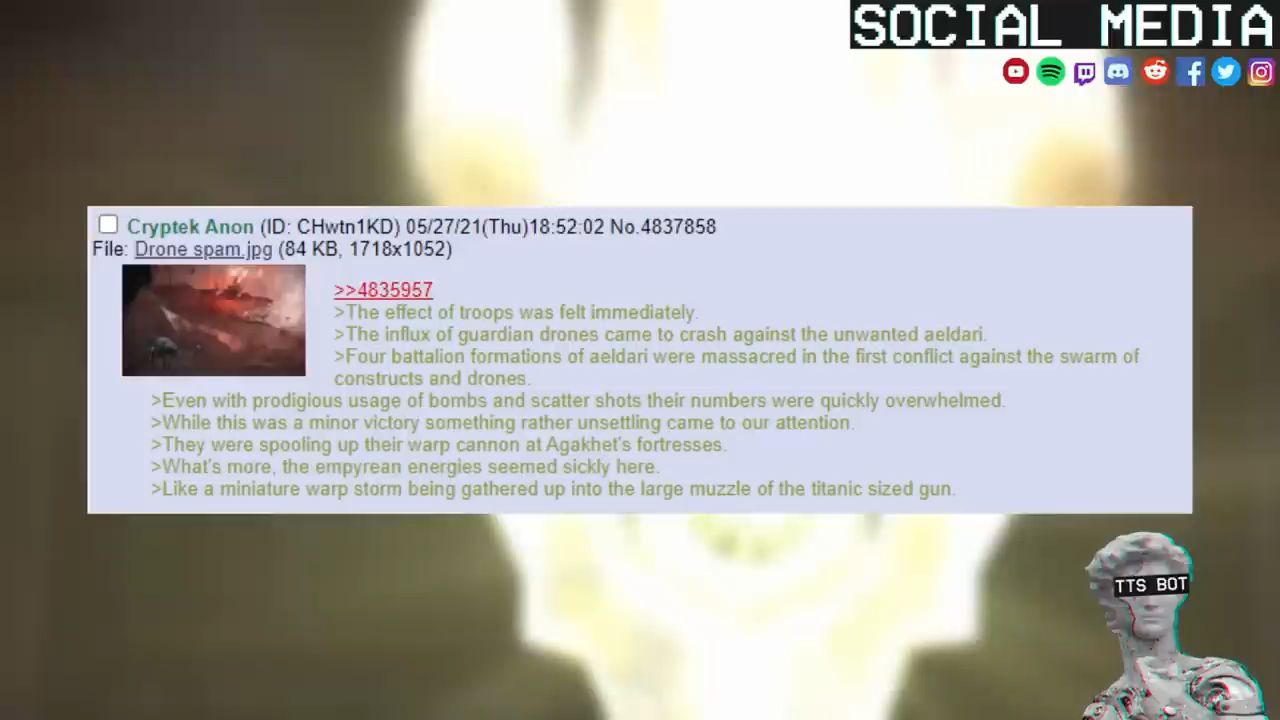 SOCIAL MEDIA
Cryptek Anon (ID: CHwtn1KD) 05/27/21(Thu)18:52:02 No.4837858
File: Drone spam.jpg (84 KB, 1718x1052)
>>4835957
>The effect of troops was felt immediately.
>The influx of guardian drones came to crash against the unwanted aeldari.
>Four battalion formations of aeldari were massacred in the first conflict against the swarm of
constructs and drones.
>Even with prodigious usage of bombs and scatter shots their numbers were quickly overwhelmed.
>While this was a minor victory something rather unsettling came to our attention.
>They were spooling up their warp cannon at Agakhet's fortresses.
>What's more, the empyrean energies seemed sickly here.
>Like a miniature warp storm being gathered up into the large muzzle of the titanic sized gun.
TTS BOT